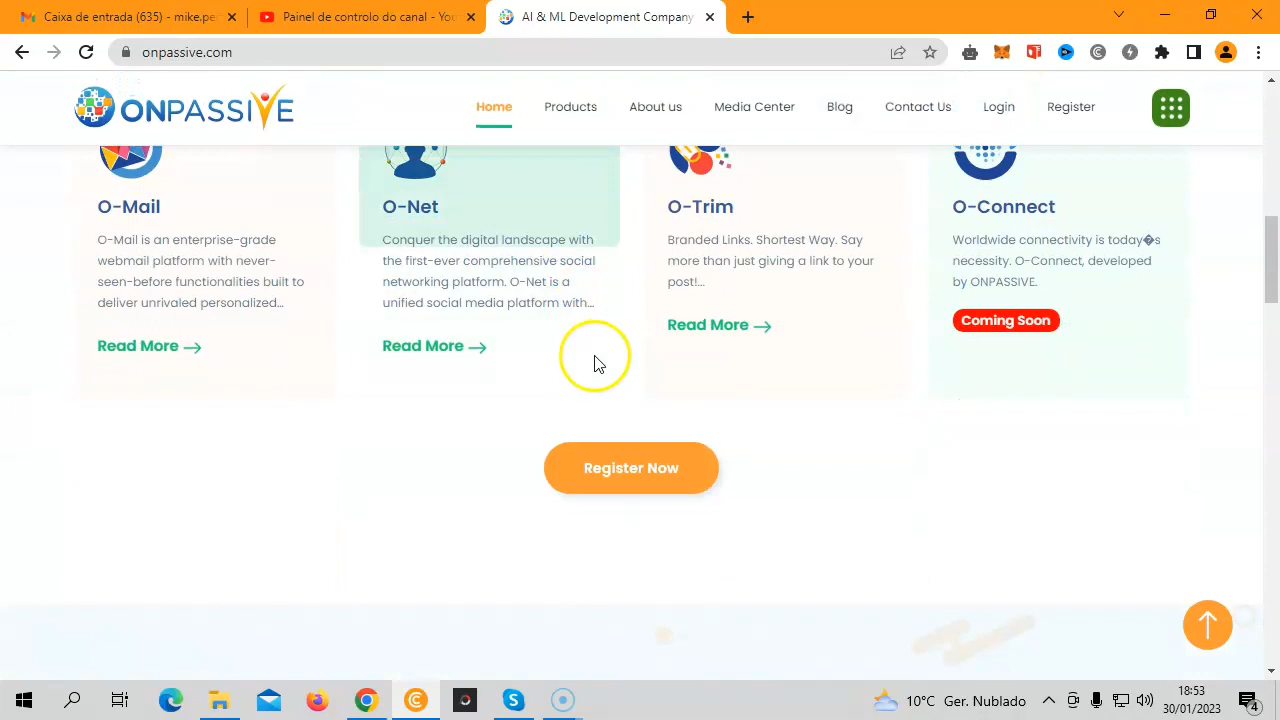 Caixa de entrada (635) - mike.pe
Painel de controlo do canal - You
AI & ML Development Company
onpassive.com
ONPASSIVE
Home
Products
About us
Media Center
Blog
Contact Us
Login
Register
O-Mail
O-Mail is an enterprise-grade
webmail platform with never-
seen-before functionalities built to
deliver unrivaled personalized...
Read More
O-Net
Conquer the digital landscape with
the first-ever comprehensive social
networking platform. O-Net is a
unified social media platform with...
Read More
O-Trim
Branded Links. Shortest Way. Say
more than just giving a link to your
post!...
Read More
O-Connect
Worldwide connectivity is today�s
necessity. O-Connect, developed
by ONPASSIVE.
Coming Soon
Register Now
10°C Ger. Nublado
18:53
30/01/2023
4